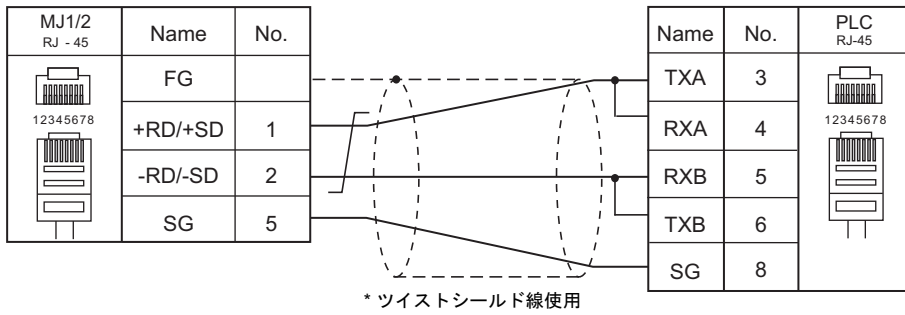 MJ1/2
RJ - 45
Name
No.
FG
+RD/+SD
1
-RD/-SD
2
SG
5
12345678
Name
No.
PLC
RJ-45
TXA
3
RXA
4
RXB
5
TXB
6
SG
8
12345678
* ツイストシールド線使用